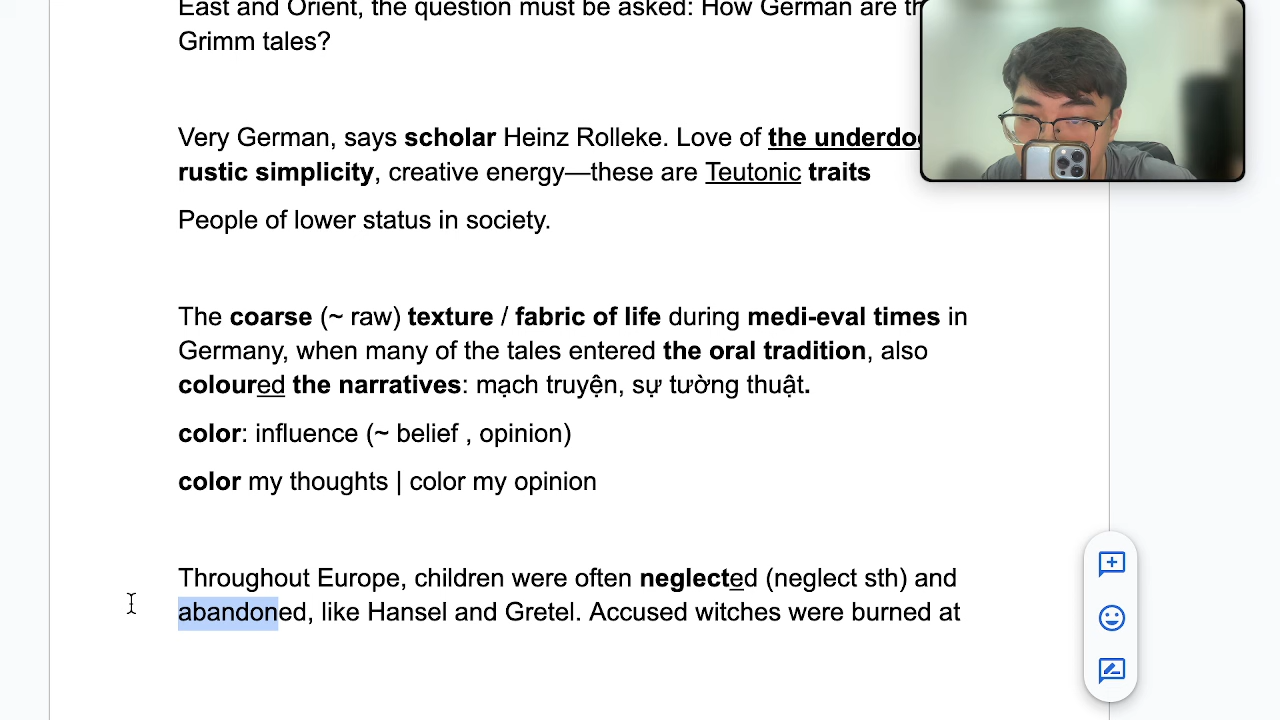 East and Orient, the question must be asked: How German are
Grimm tales?
Very German, says scholar Heinz Rolleke. Love of the
rustic simplicity, creative energy—these are Teutonic traits
People of lower status in society.
The coarse (~ raw) texture / fabric of life during medi-eval times in
Germany, when many of the tales entered the oral tradition, also
coloured the narratives: mạch truyện, sự tường thuật.
color: influence (~ belief , opinion)
color my thoughts | color my opinion
Throughout Europe, children were often neglected (neglect sth) and
abandoned, like Hansel and Gretel. Accused witches were burned at